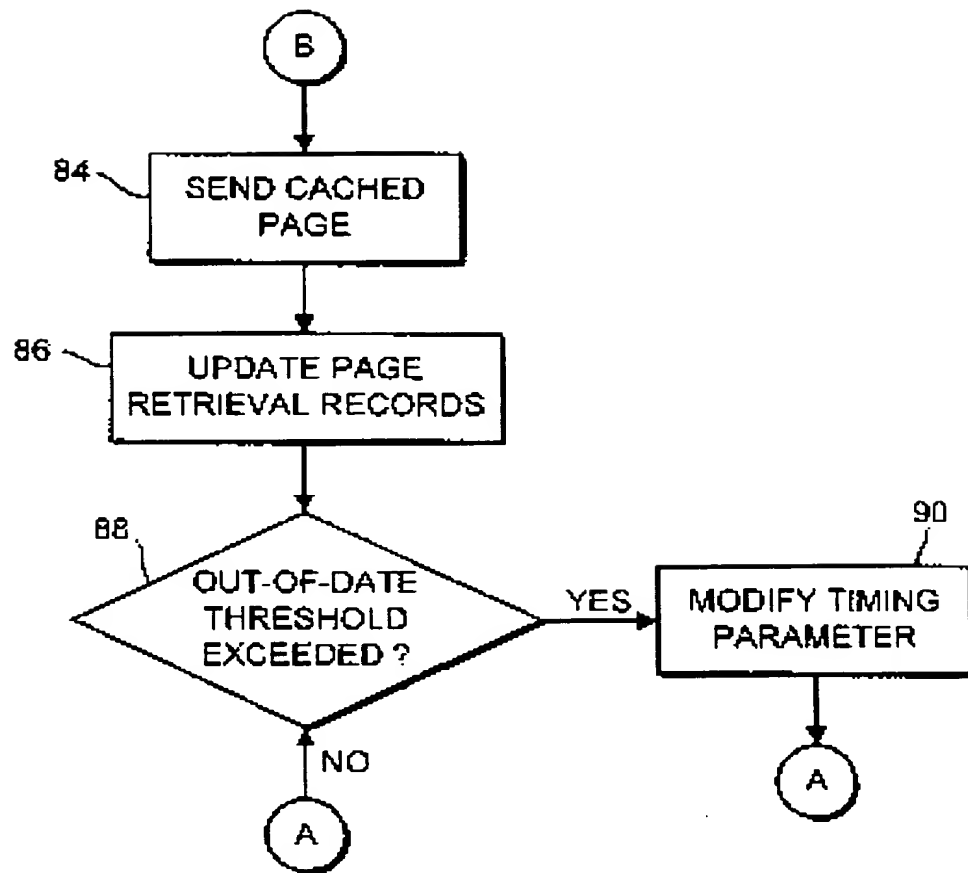 B
84
SEND CACHED
PAGE
86
UPDATE PAGE
RETRIEVAL RECORDS
88
OUT-OF-DATE
THRESHOLD
EXCEEDED ?
YES
90
MODIFY TIMING
PARAMETER
NO
A
A